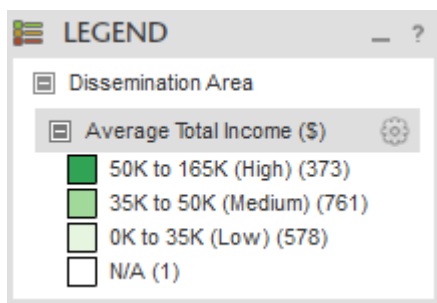 LEGEND
?
Dissemination Area
Average Total Income ($)
50K to 165K (High) (373)
35K to 50K (Medium) (761)
0K to 35K (Low) (578)
N/A (1)